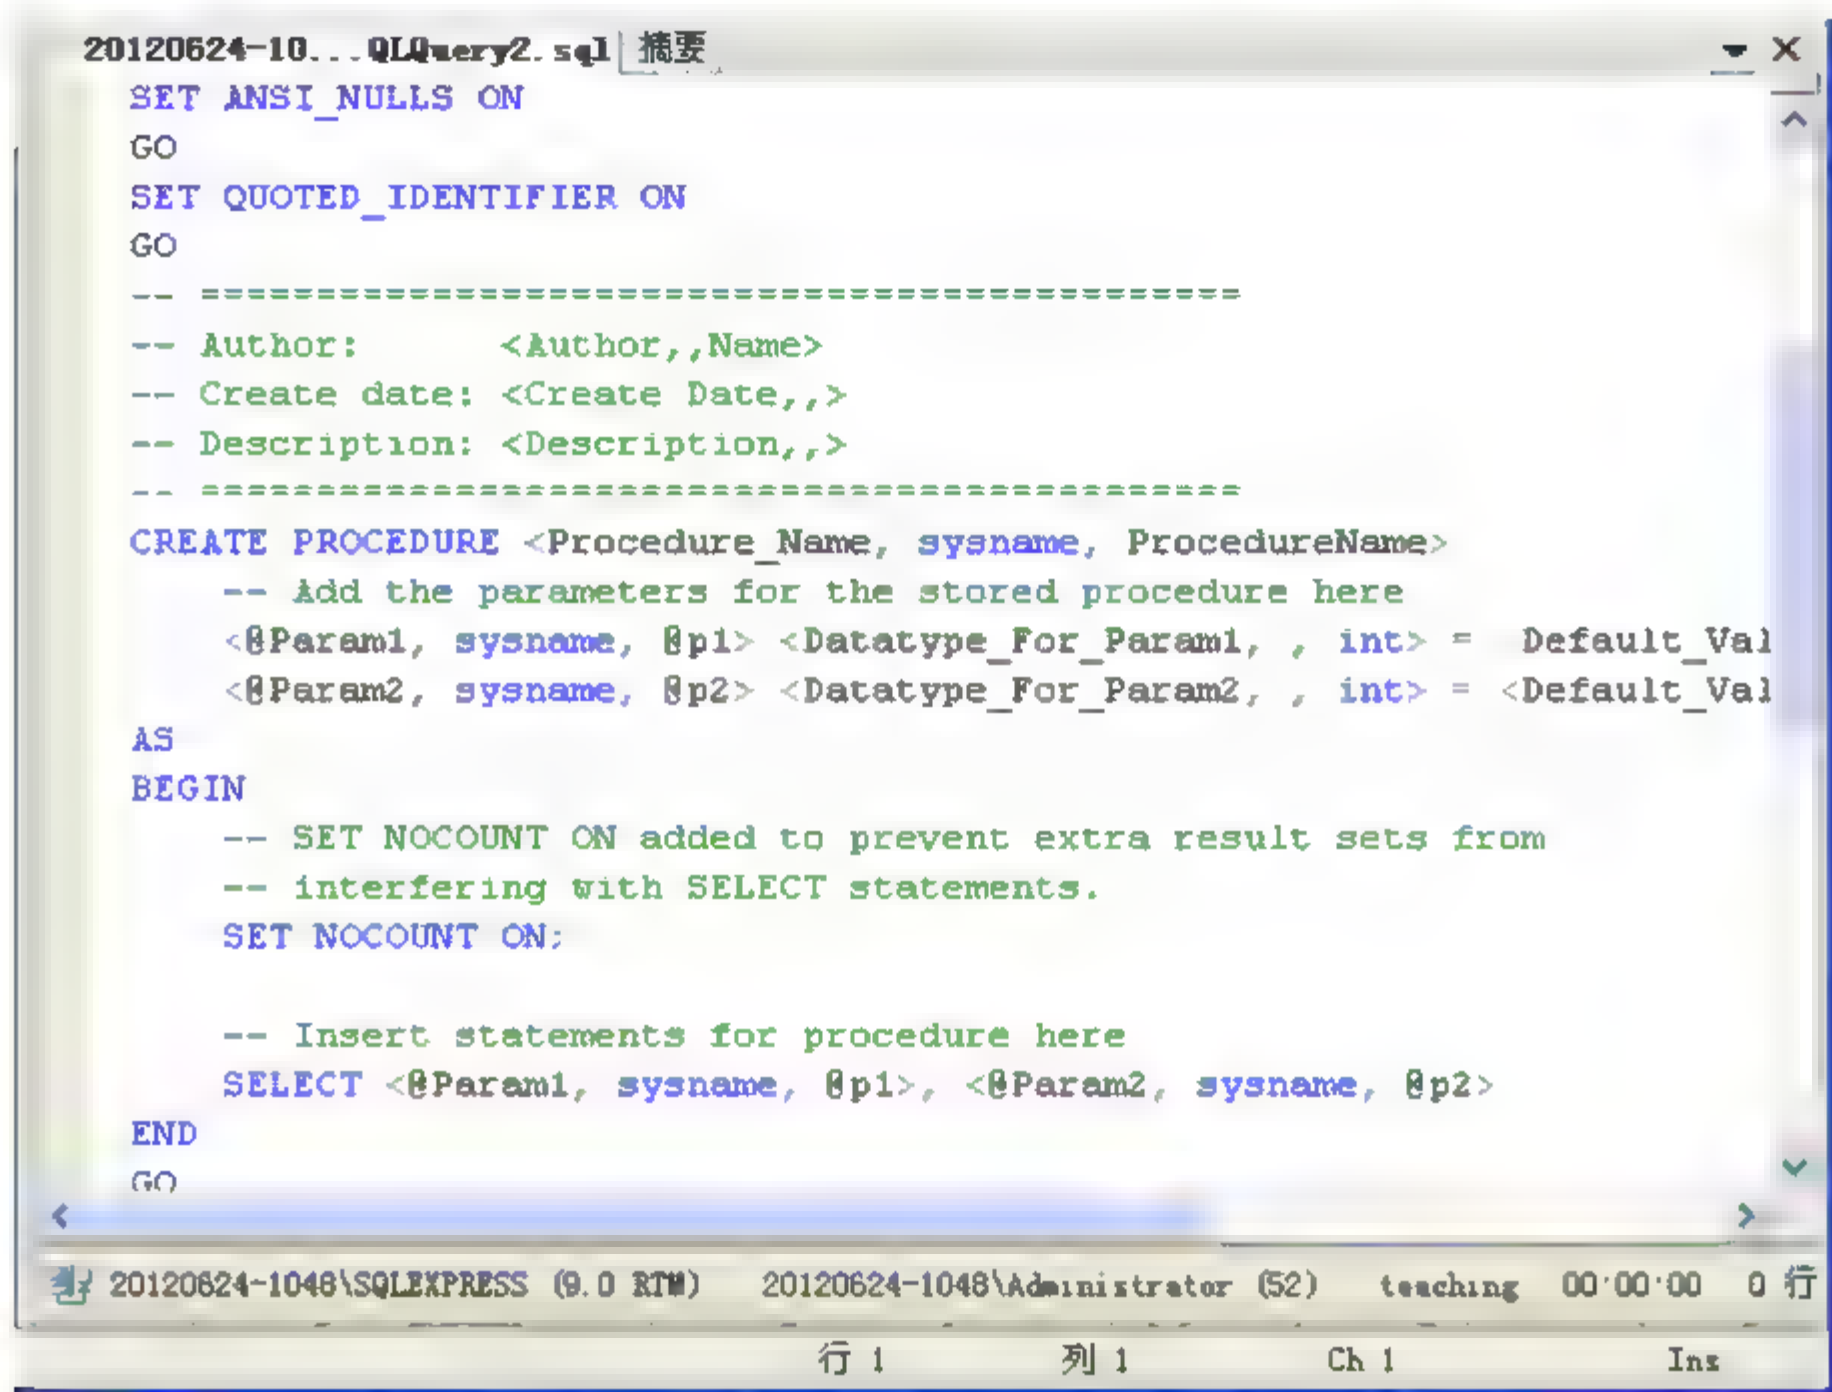 20120624-10...QLQuery2.sql 摘要
SET ANSI_NULLS ON
GO
SET QUOTED_IDENTIFIER ON
GO
-- =============================================
-- Author:      <Author,,Name>
-- Create date: <Create Date,,>
-- Description: <Description,,>
-- =============================================
CREATE PROCEDURE <Procedure_Name, sysname, ProcedureName>
    -- Add the parameters for the stored procedure here
    <@Param1, sysname, @p1> <Datatype_For_Param1, , int> =  Default_Val
    <@Param2, sysname, @p2> <Datatype_For_Param2, , int> = <Default_Val
AS
BEGIN
    -- SET NOCOUNT ON added to prevent extra result sets from
    -- interfering with SELECT statements.
    SET NOCOUNT ON;
    -- Insert statements for procedure here
    SELECT <@Param1, sysname, @p1>, <@Param2, sysname, @p2>
END
GO
20120624-1048\SQLEXPRESS (9.0 RTM) 20120624-1048\Administrator (52) teaching 00:00:00 0 行
行 1 列 1 Ch 1 Ins